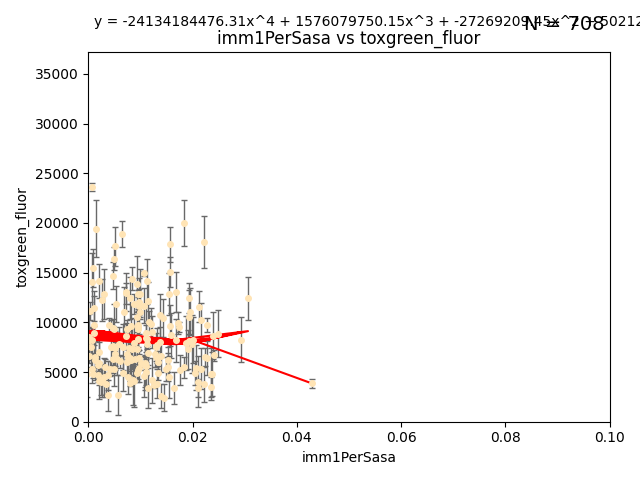 y = -24134184476.31x^4 + 1576079750.15x^3 + -27269209.45x^2 + 50212
N = 708
imm1PerSasa vs toxgreen_fluor
35000
30000
25000
20000
15000
10000
5000
0
toxgreen_fluor
0.00 0.02 0.04 0.06 0.08 0.10
imm1PerSasa